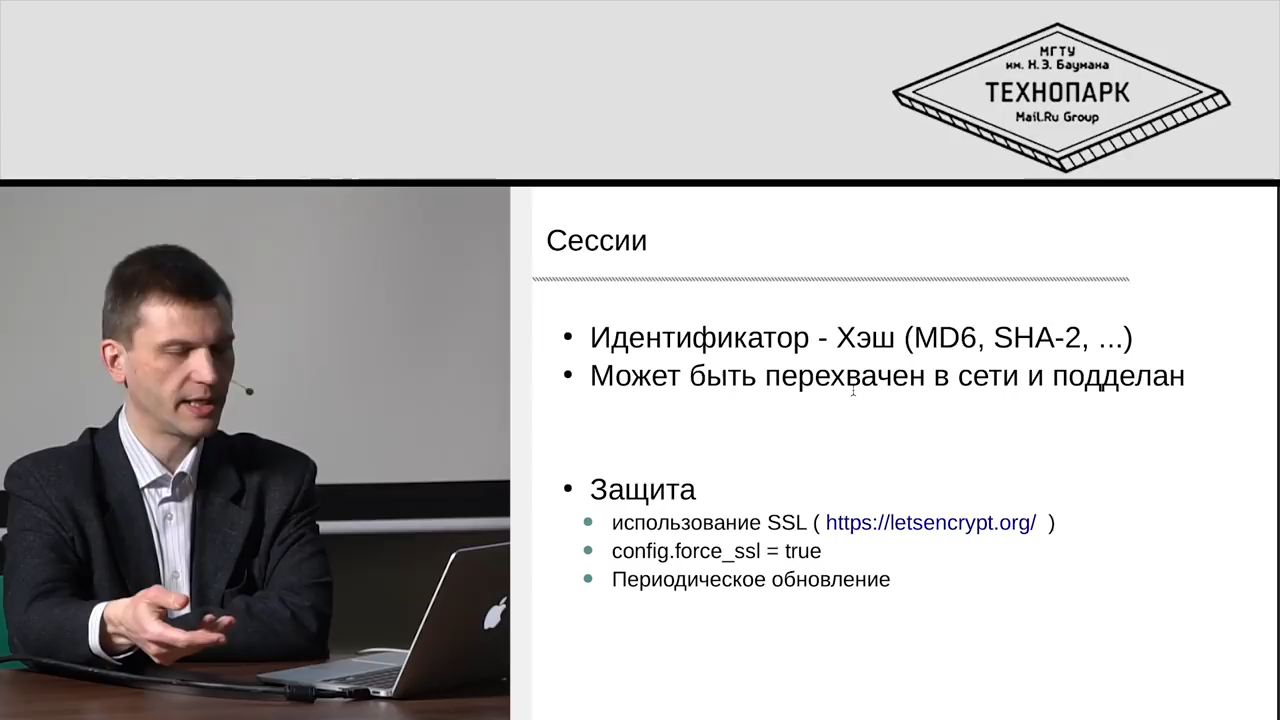 МГТУ
им. Н.Э. Баумана
ТЕХНОПАРК
Mail.Ru Group
Сессии
• Идентификатор - Хэш (MD6, SHA-2, ...)
• Может быть перехвачен в сети и подделан
• Защита
• использование SSL ( https://letsencrypt.org/ )
• config.force_ssl = true
• Периодическое обновление